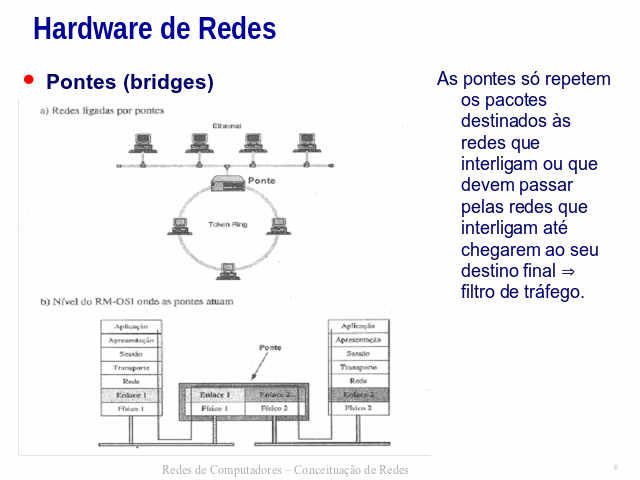 Hardware de Redes
Pontes (bridges)
a) Redes ligadas por pontes
Ethernet
Ponte
Token Ring
b) Nível do RM-OSI onde as pontes atuam
Aplicação
Apresentação
Sessão
Transporte
Rede
Enlace 1
Físico 1
Ponte
Enlace 1 Enlace 2
Físico 1 Físico 2
Aplicação
Apresentação
Sessão
Transporte
Rede
Enlace 2
Físico 2
As pontes só repetem
os pacotes
destinados às
redes que
interligam ou que
devem passar
pelas redes que
interligam até
chegarem ao seu
destino final ⇒
filtro de tráfego.
Redes de Computadores – Conceituação de Redes
6